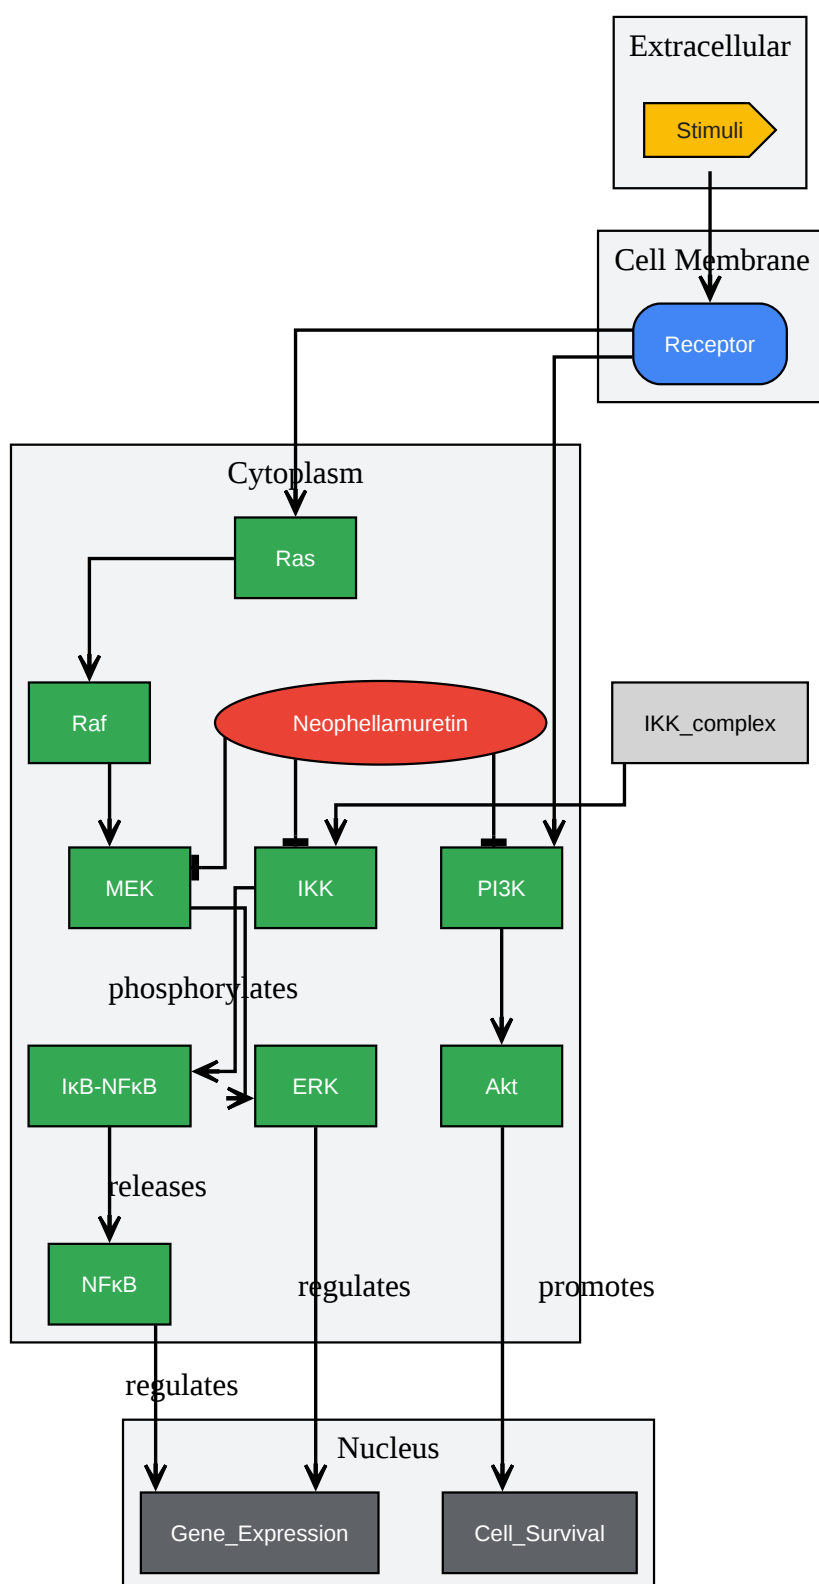 Extracellular
Stimuli
Cell Membrane
Receptor
Cytoplasm
Ras
Raf
Neophellamuretin
IKK_complex
MEK
IKK
PI3K
phosphorylates
IκB-NFκB
ERK
Akt
releases
NFκB
regulates
promotes
regulates
Nucleus
Gene_Expression
Cell_Survival